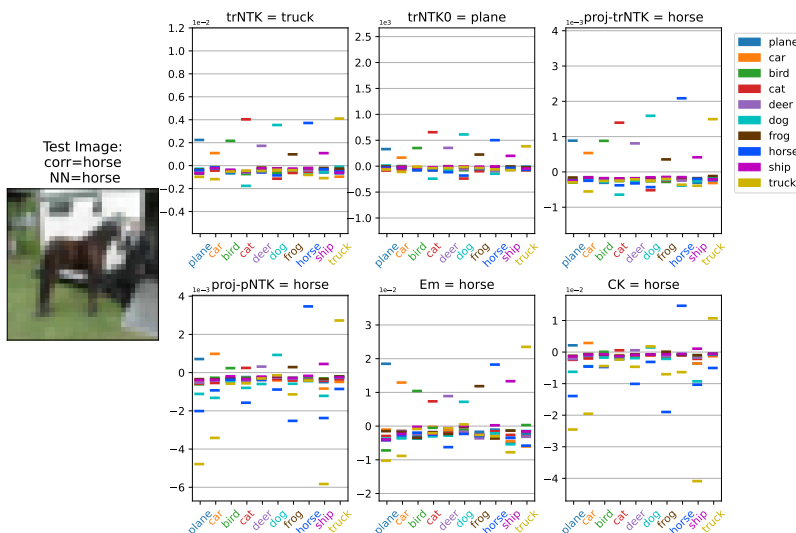 Test Image:
corr=horse
NN=horse
trNTK = truck
1e−2
1.2
1.0
0.8
0.6
0.4
0.2
0.0
−0.2
−0.4
plane
car
bird
cat
deer
dog
frog
horse
ship
truck
trNTK0 = plane
1e3
2.5
2.0
1.5
1.0
0.5
0.0
−0.5
−1.0
plane
car
bird
cat
deer
dog
frog
horse
ship
truck
proj-trNTK = horse
1e−3
4
3
2
1
0
−1
plane
car
bird
cat
deer
dog
frog
horse
ship
truck
plane
car
bird
cat
deer
dog
frog
horse
ship
truck
proj-pNTK = horse
1e−3
4
2
0
−2
−4
−6
plane
car
bird
cat
deer
dog
frog
horse
ship
truck
Em = horse
1e−2
3
2
1
0
−1
−2
plane
car
bird
cat
deer
dog
frog
horse
ship
truck
CK = horse
1e−2
1
0
−1
−2
−3
−4
plane
car
bird
cat
deer
dog
frog
horse
ship
truck